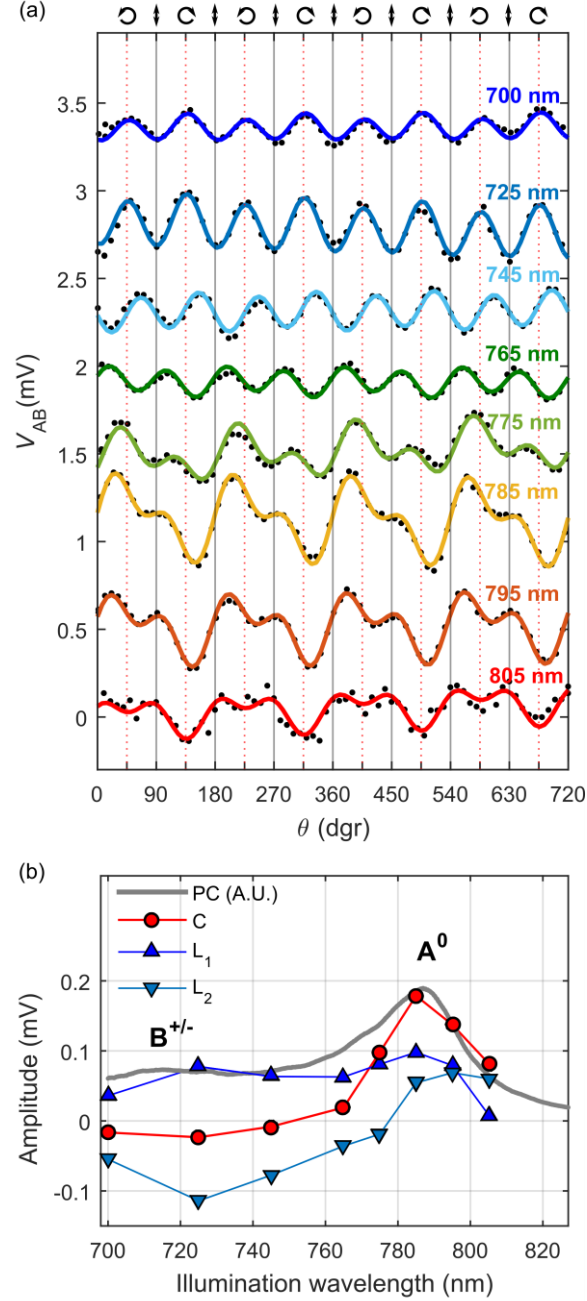 (a)
700 nm
725 nm
745 nm
765 nm
775 nm
785 nm
795 nm
805 nm
3.5
3
2.5
2
1.5
1
0.5
0
V_AB(mV)
0 90 180 270 360 450 540 630 720
θ (dgr)
(b)
PC (A.U.)
C
L₁
L₂
A⁰
B⁺/⁻
0.2
0.1
0
-0.1
Amplitude (mV)
700 720 740 760 780 800 820
Illumination wavelength (nm)